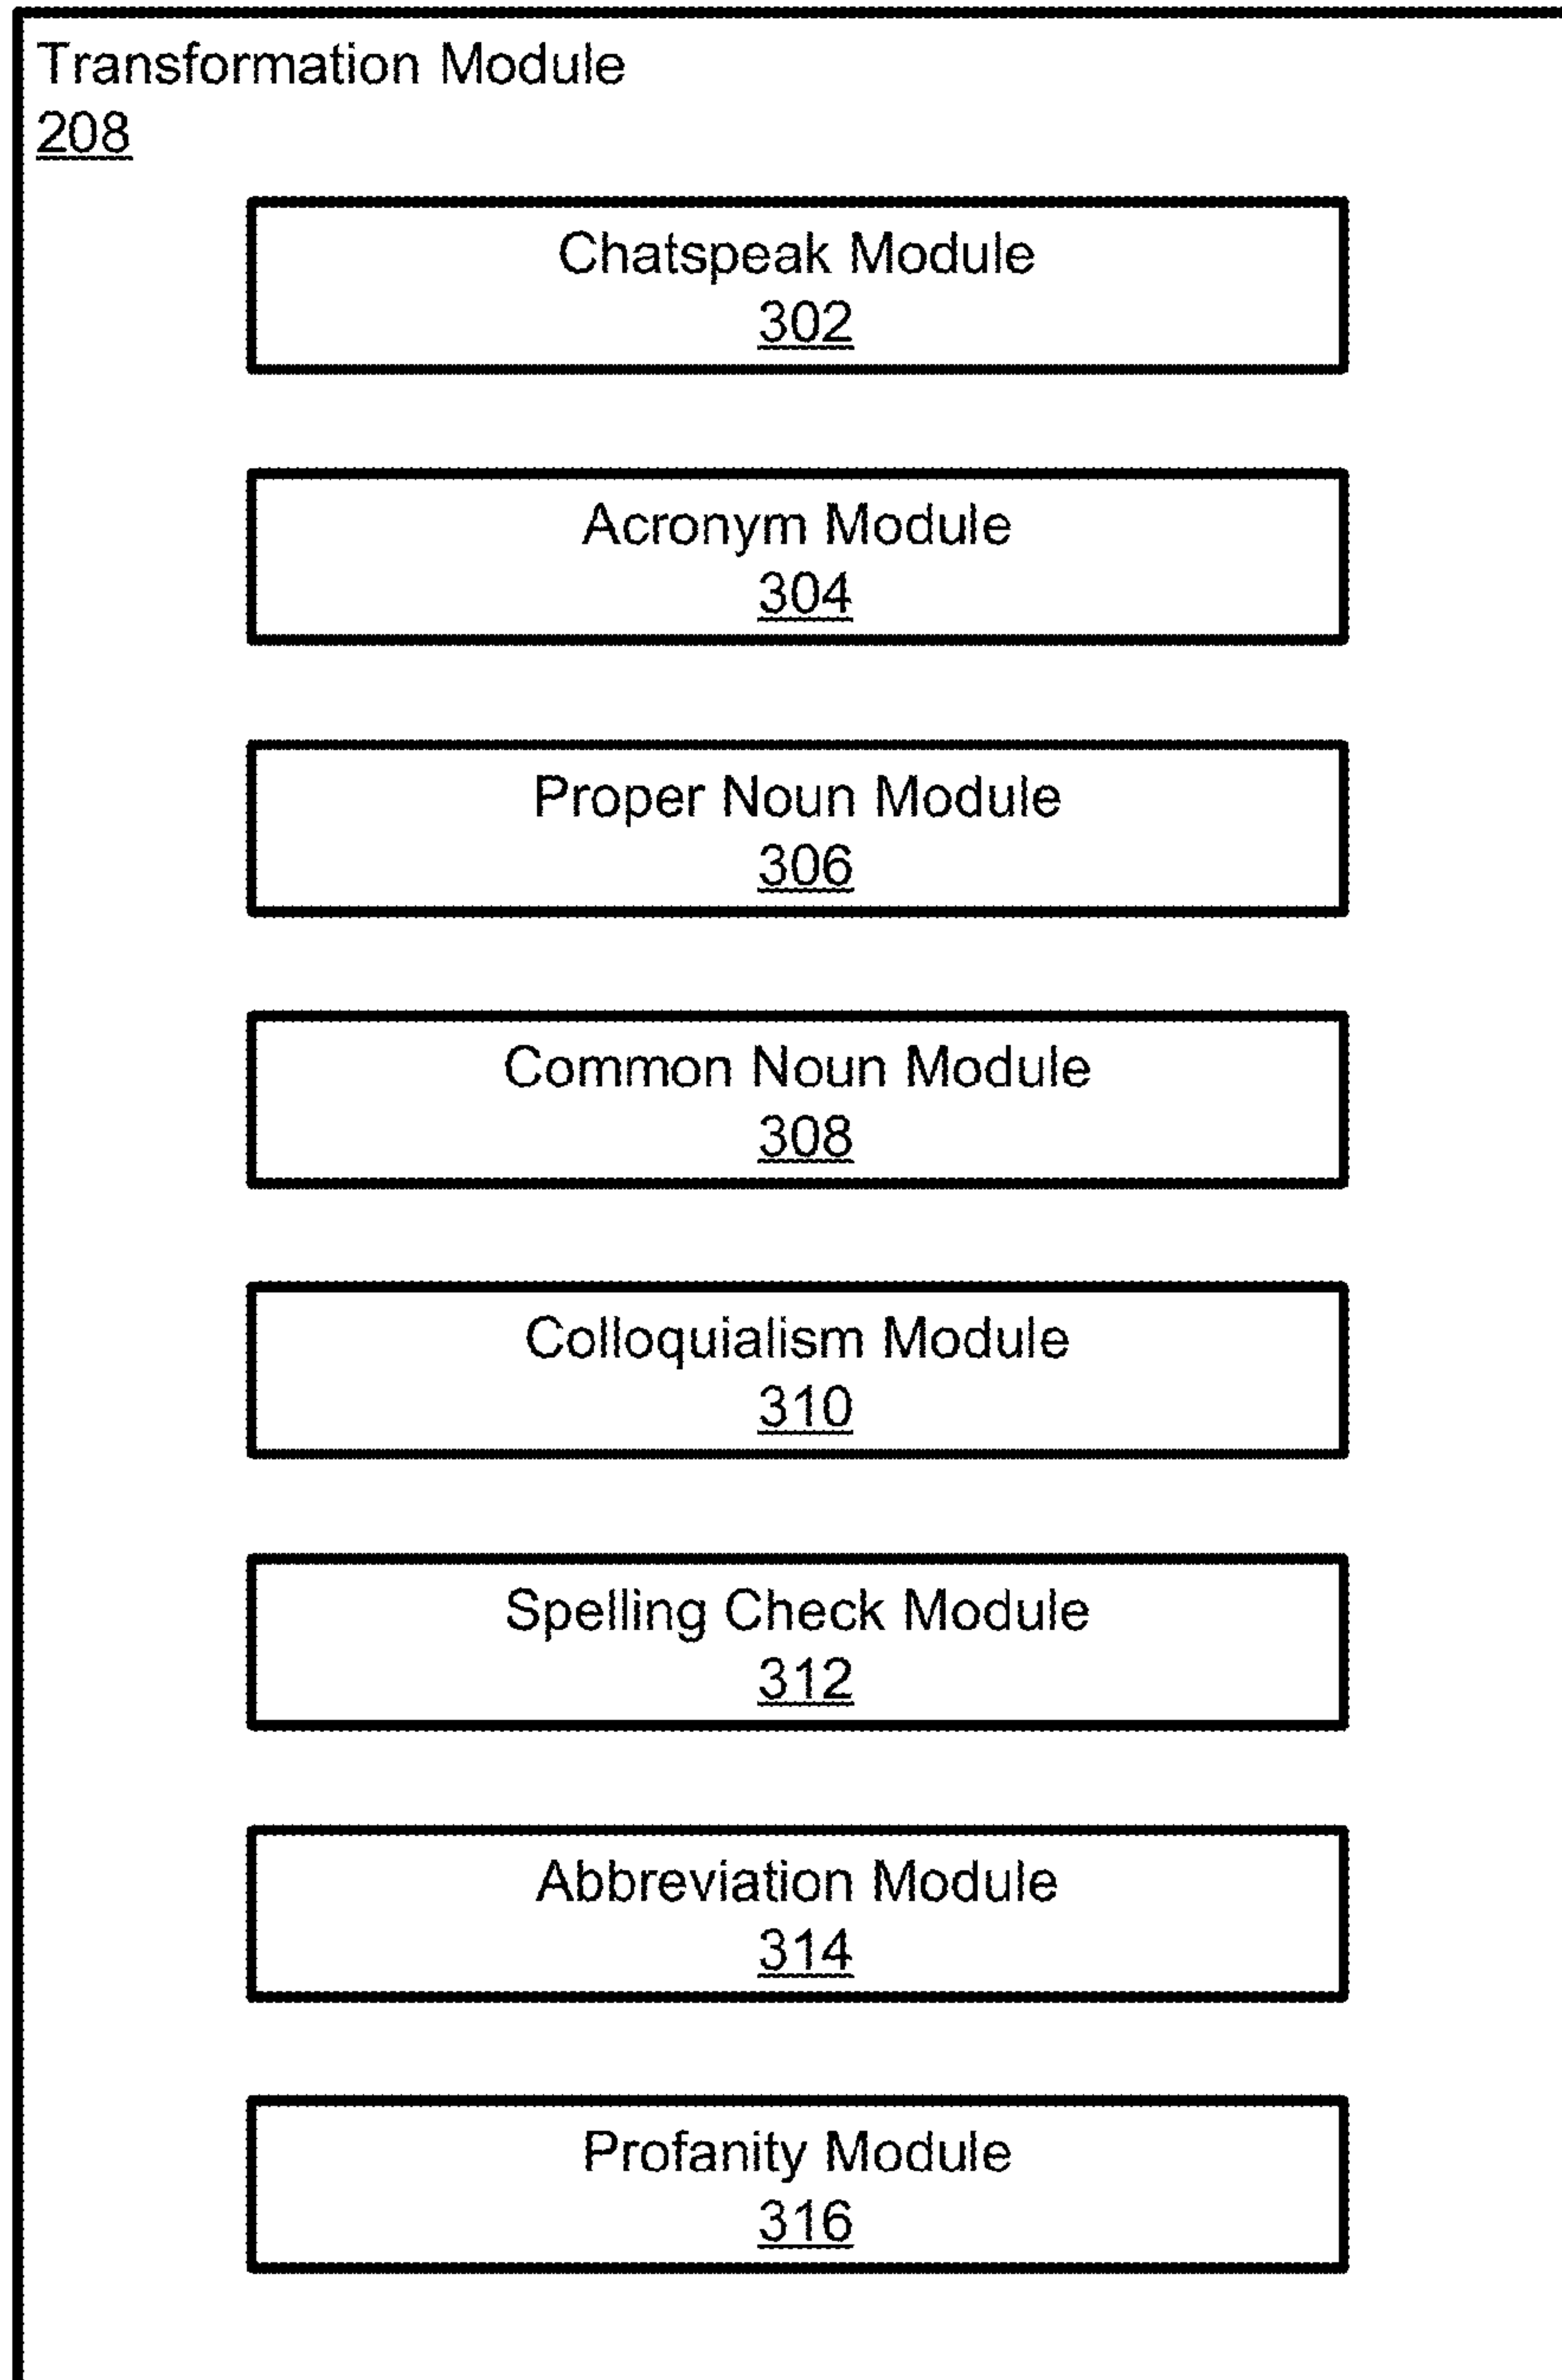 Transformation Module
208
Chatspeak Module
302
Acronym Module
304
Proper Noun Module
306
Common Noun Module
308
Colloquialism Module
310
Spelling Check Module
312
Abbreviation Module
314
Profanity Module
316